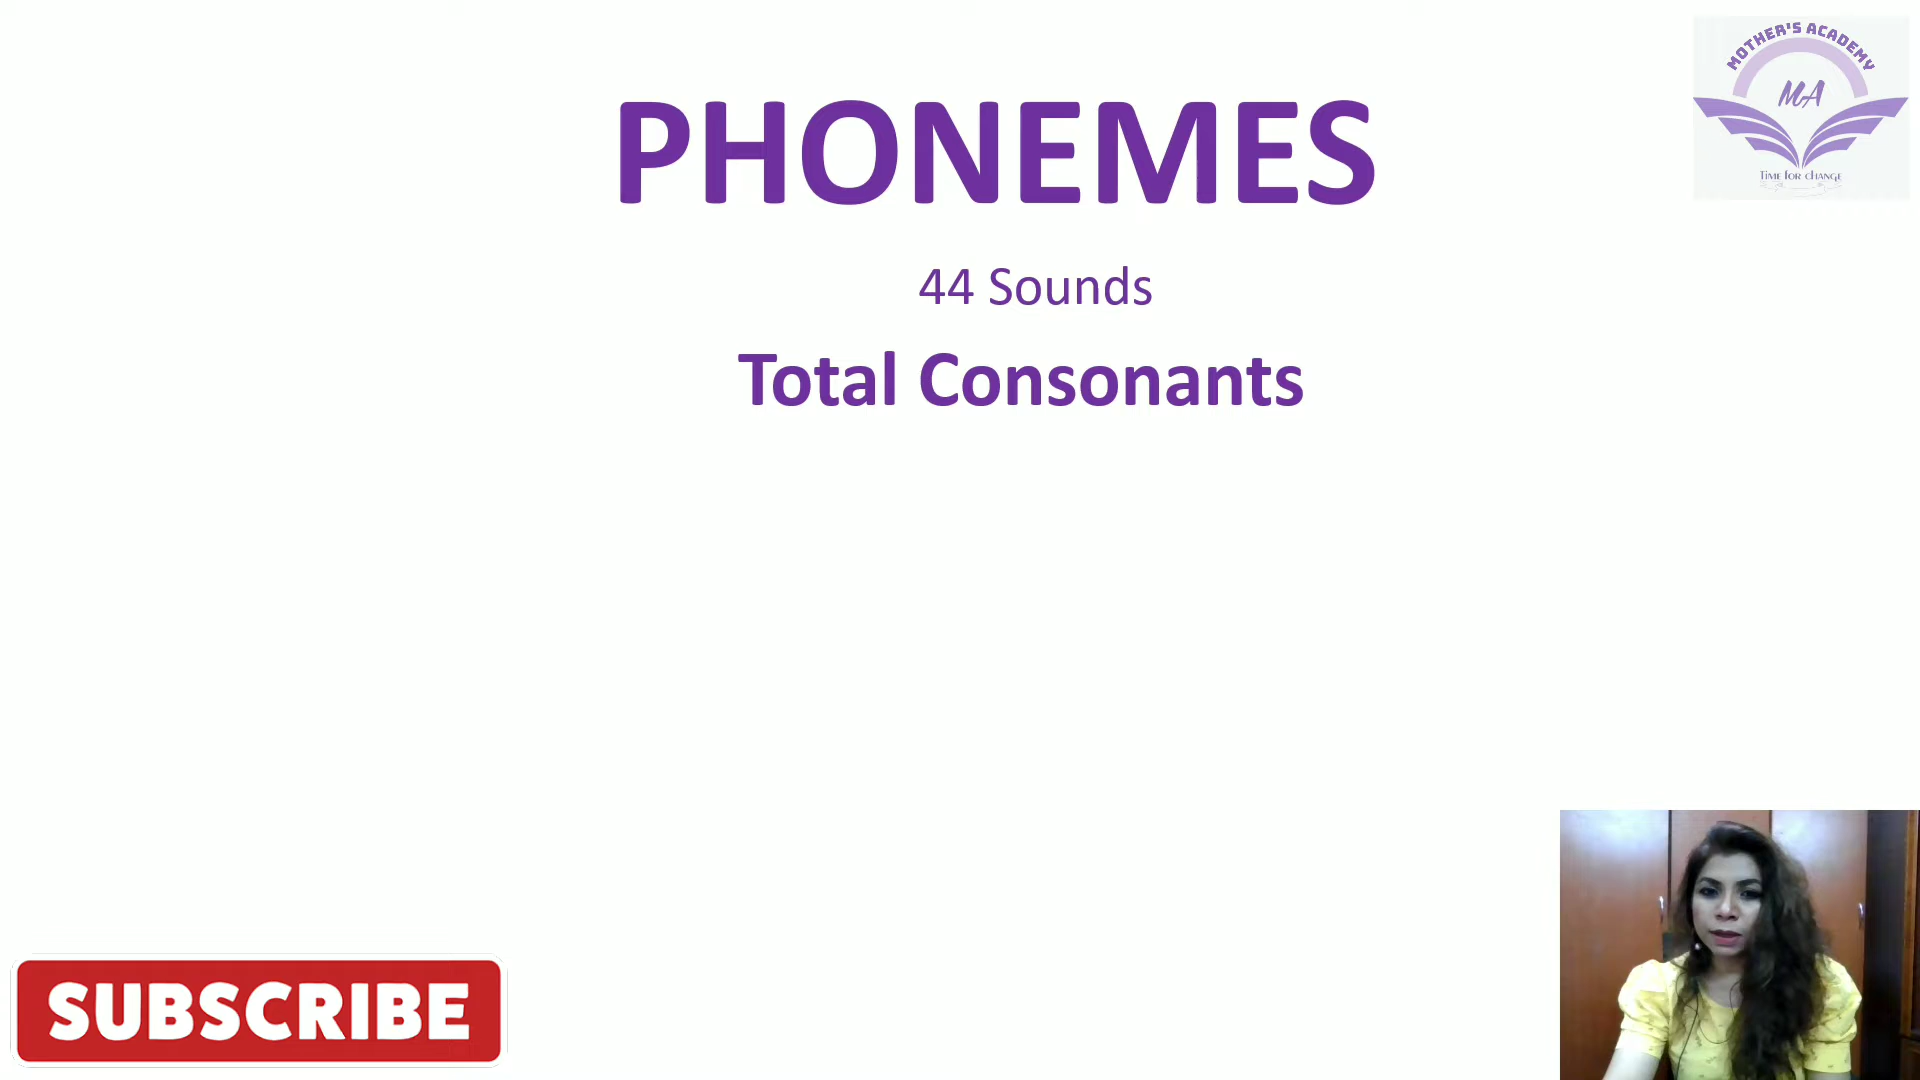 MOTHER'S ACADEMY
MA
TIME FOR CHANGE
PHONEMES
44 Sounds
Total Consonants
SUBSCRIBE